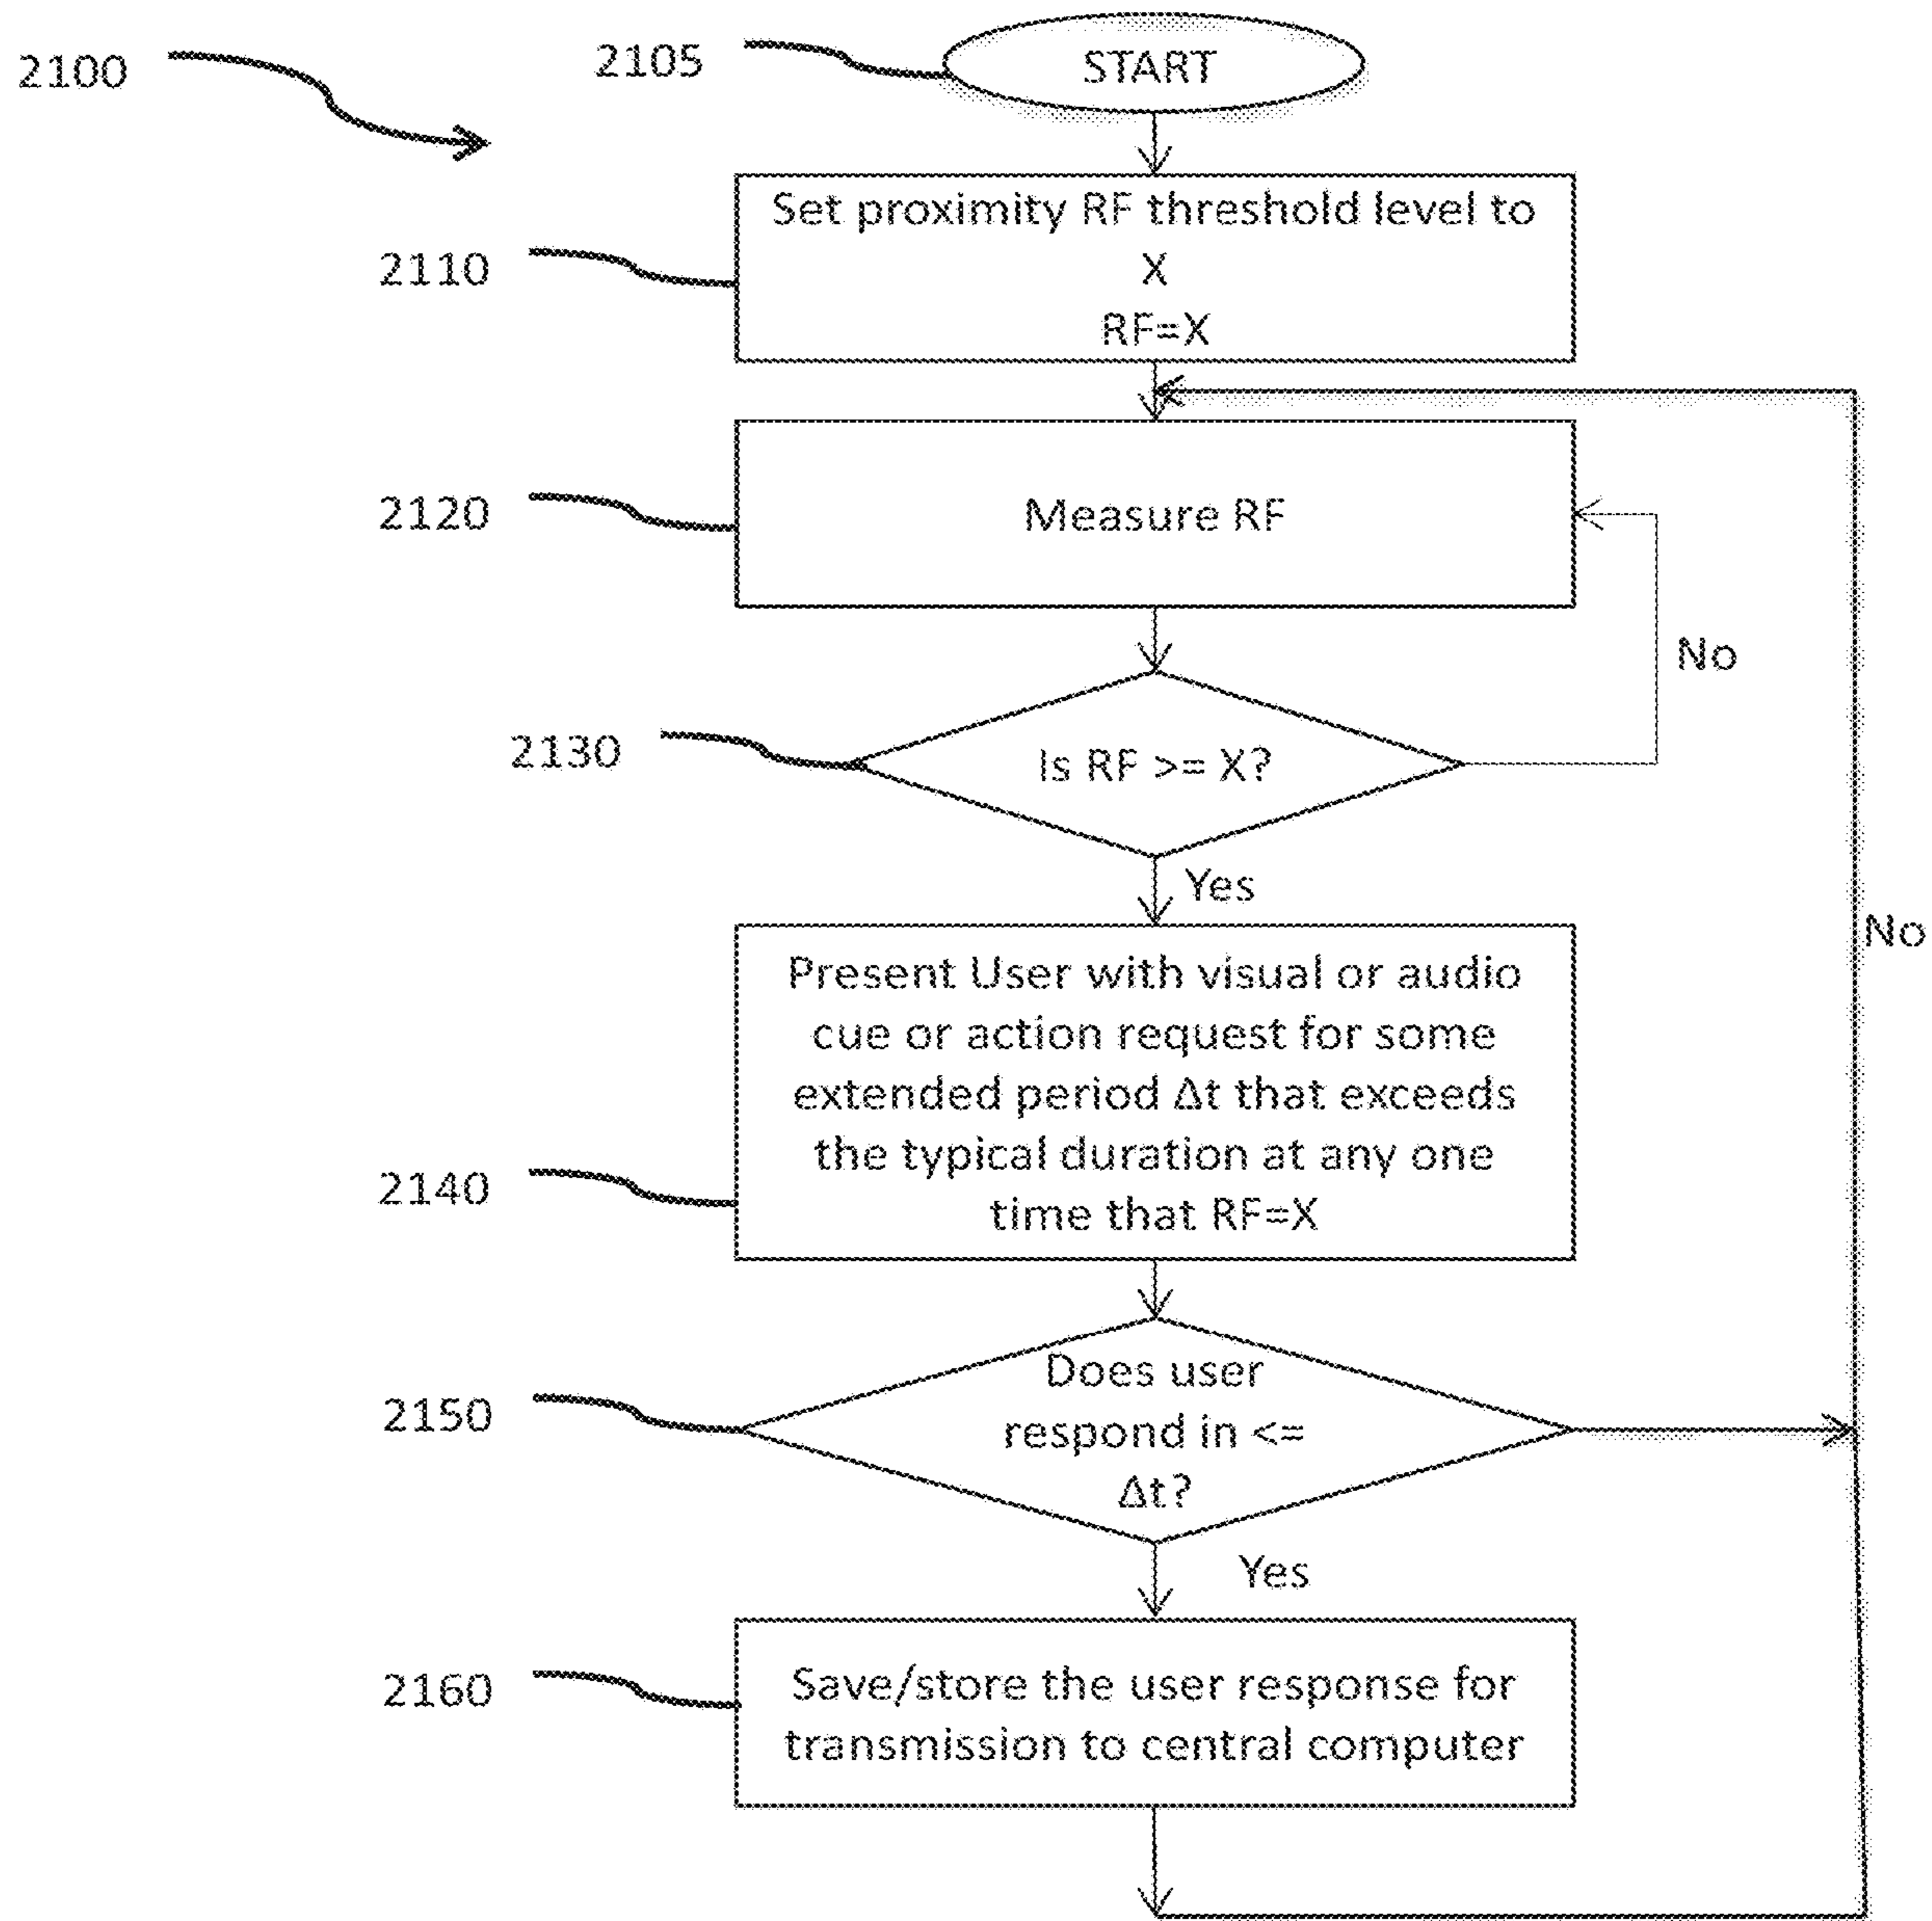 2100
2105
START
Set proximity RF threshold level to
X
RF=X
2110
2120
Measure RF
No
2130
Is RF >= X?
Yes
No
Present User with visual or audio
cue or action request for some
extended period Δt that exceeds
the typical duration at any one
time that RF=X
2140
2150
Does user
respond in <=
Δt?
Yes
2160
Save/store the user response for
transmission to central computer